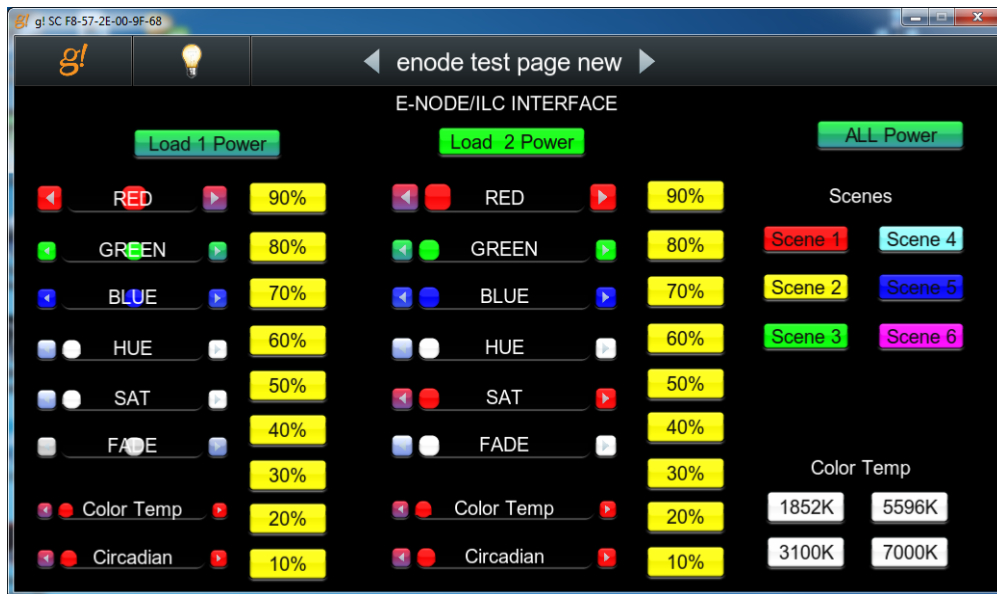 g! SC F8-57-2E-00-9F-68
g!
enode test page new
E-NODE/ILC INTERFACE
Load 1 Power
Load 2 Power
ALL Power
RED
90%
RED
90%
Scenes
GREEN
80%
GREEN
80%
Scene 1
Scene 4
BLUE
70%
BLUE
70%
Scene 2
Scene 5
HUE
60%
HUE
60%
Scene 3
Scene 6
SAT
50%
SAT
50%
FADE
40%
FADE
40%
30%
30%
Color Temp
Color Temp
20%
Color Temp
20%
1852K
5596K
Circadian
10%
Circadian
10%
3100K
7000K